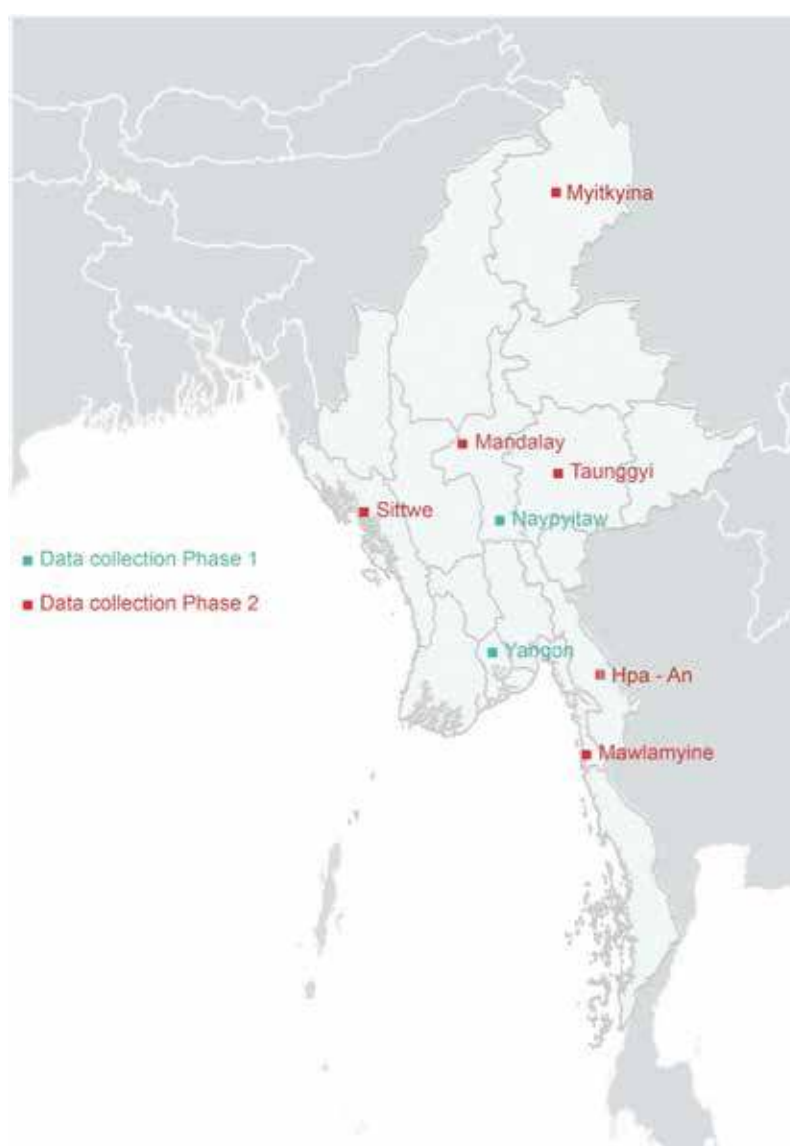 Myitkyina
Mandalay
Taunggyi
Sittwe
Naypyitaw
Data collection Phase 1
Data collection Phase 2
Yangon
Hpa - An
Mawlamyine